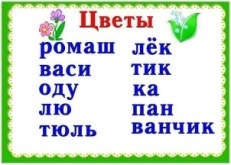 Цветы
ромаш лёк
васи тик
оду ка
лю пан
тюль ванчик